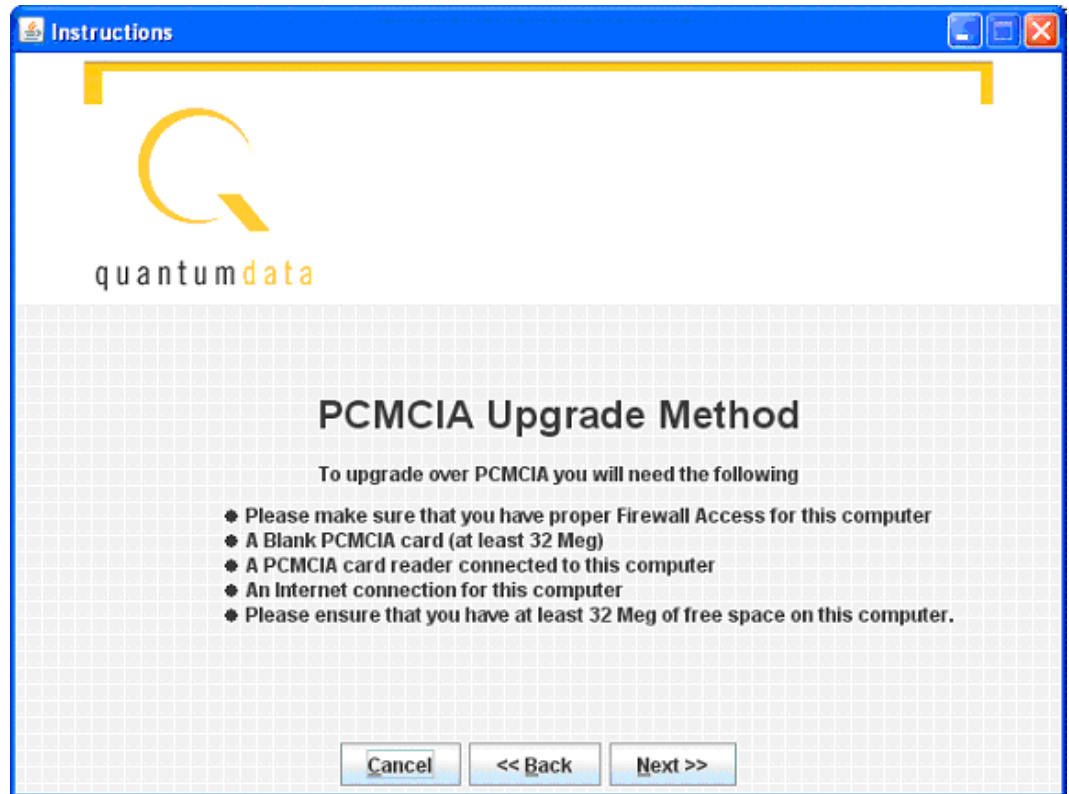 Instructions
quantumdata
PCMCIA Upgrade Method
To upgrade over PCMCIA you will need the following
● Please make sure that you have proper Firewall Access for this computer
● A Blank PCMCIA card (at least 32 Meg)
● A PCMCIA card reader connected to this computer
● An Internet connection for this computer
● Please ensure that you have at least 32 Meg of free space on this computer.
Cancel << Back Next >>